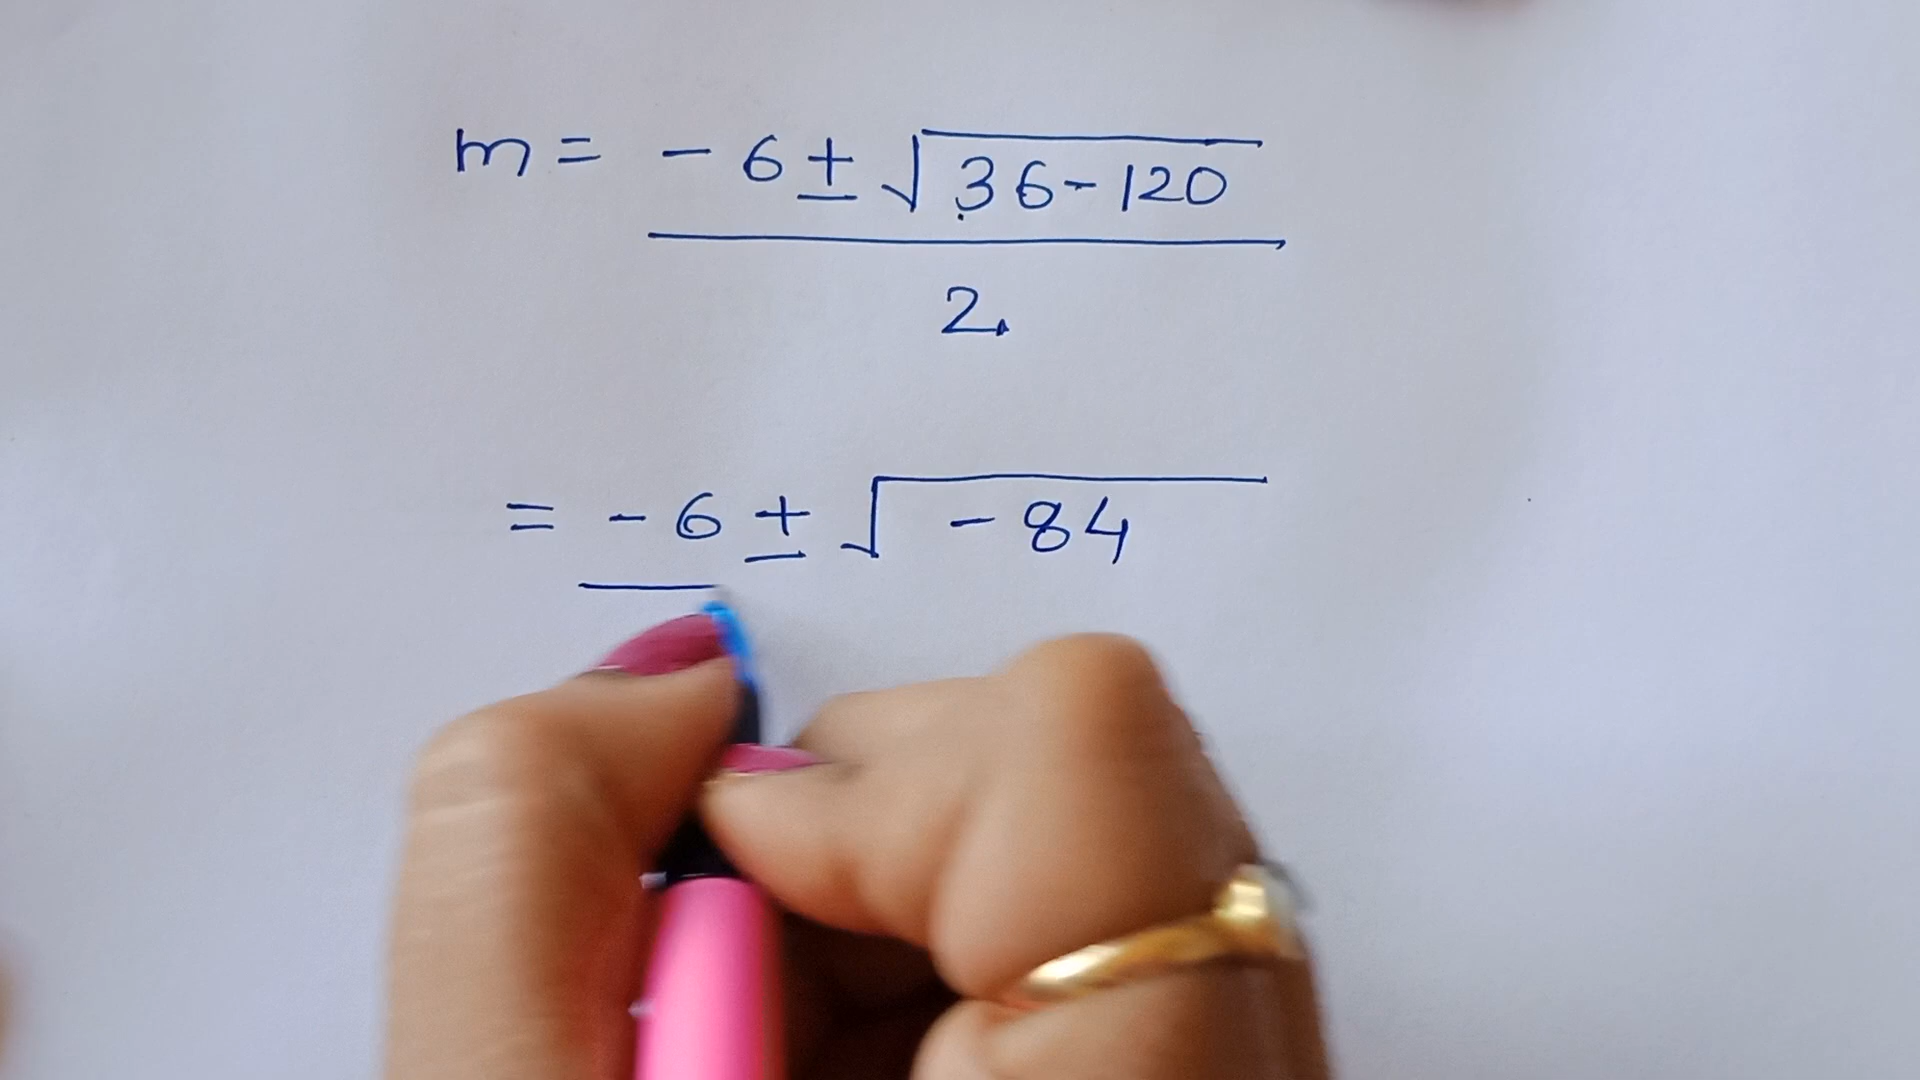 m = - 6 ± √36 - 120
2.
= - 6 ± √ - 84